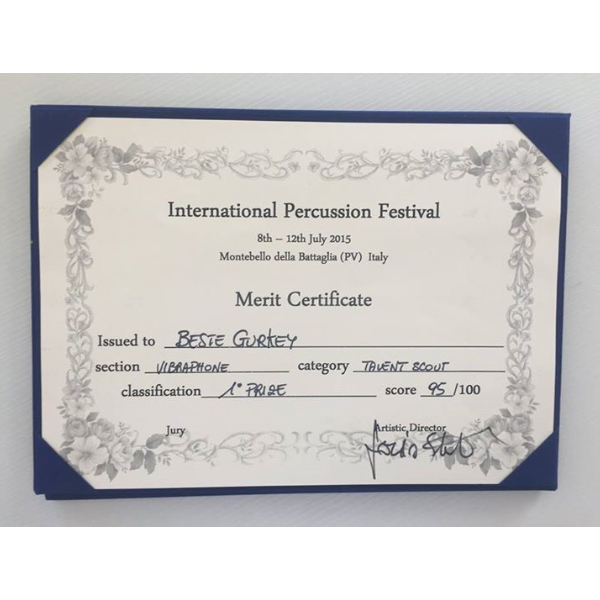 International Percussion Festival
8th – 12th July 2015
Montebello della Battaglia (PV) Italy
Merit Certificate
Issued to BESTE GURKEY
section VIBRAPHONE category TALENT SCOUT
classification 1° PRIZE score 95 /100
Jury Artistic Director